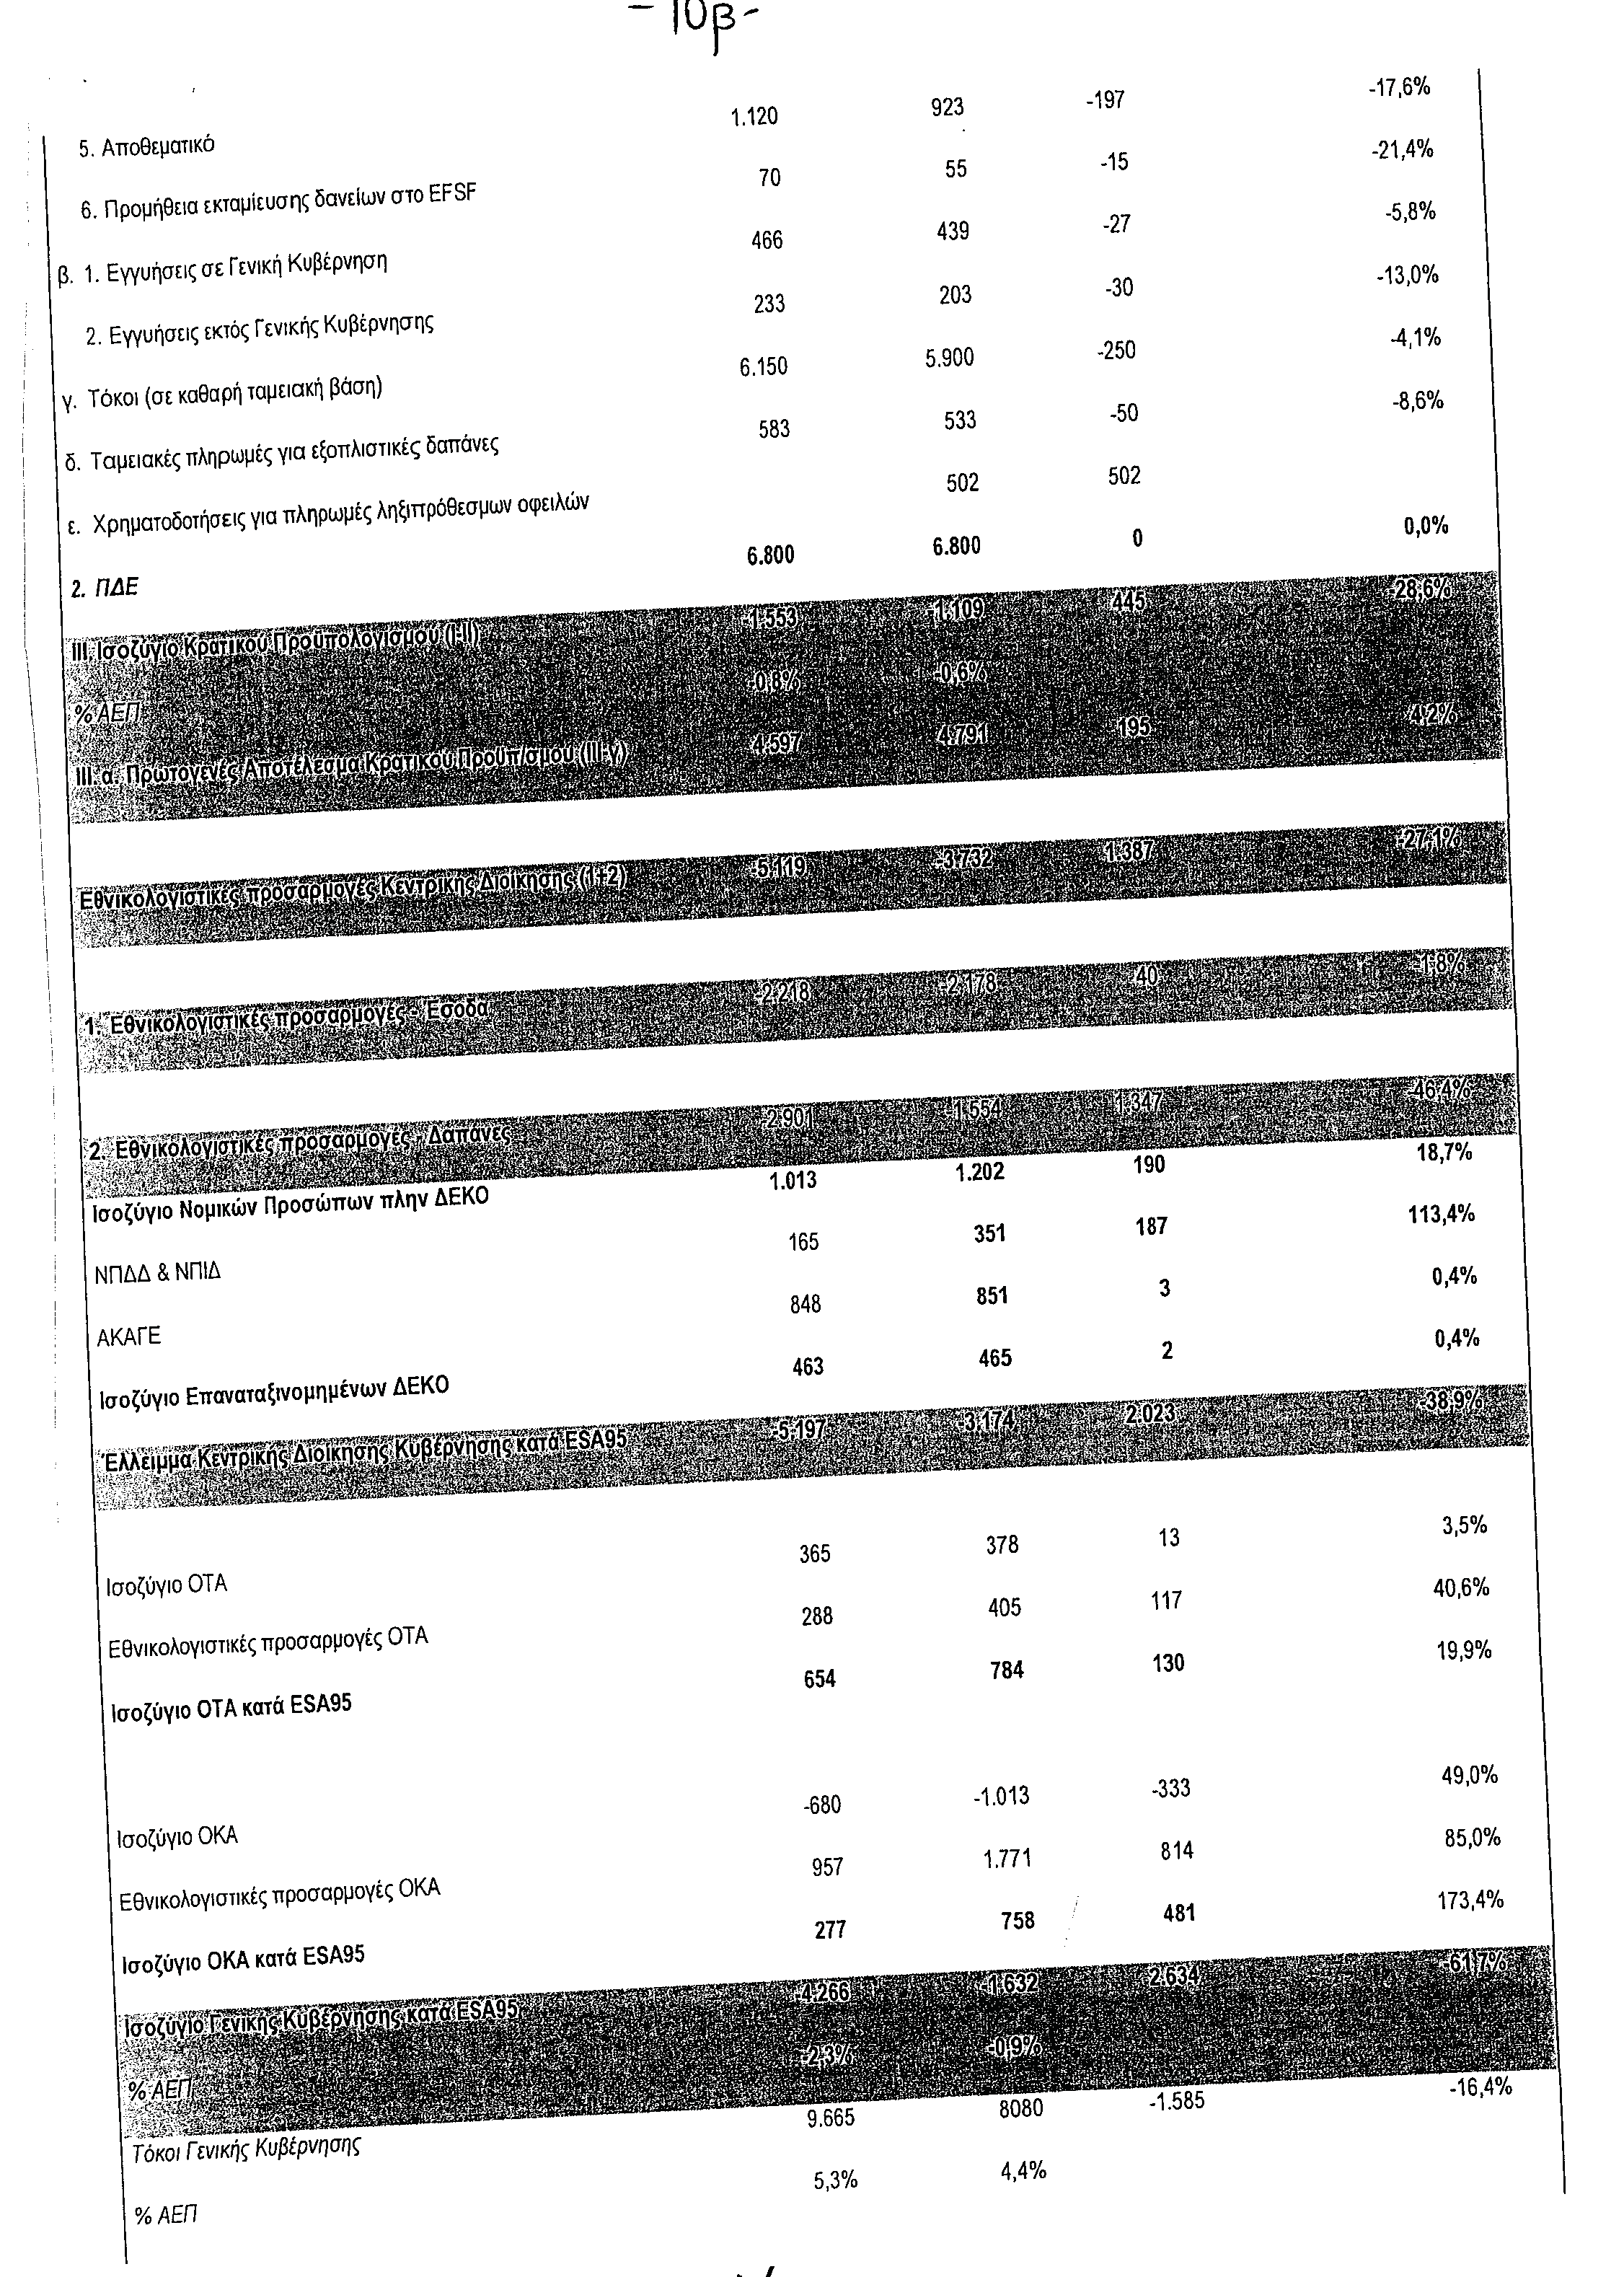 - 10β -
5. Αποθεματικό 1.120 923 -197 -17,6%
6. Προμήθεια εκταμίευσης δανείων στο EFSF 70 55 -15 -21,4%
β. 1. Εγγυήσεις σε Γενική Κυβέρνηση 466 439 -27 -5,8%
2. Εγγυήσεις εκτός Γενικής Κυβέρνησης 233 203 -30 -13,0%
γ. Τόκοι (σε καθαρή ταμειακή βάση) 6.150 5.900 -250 -4,1%
δ. Ταμειακές πληρωμές για εξοπλιστικές δαπάνες 583 533 -50 -8,6%
ε. Χρηματοδοτήσεις για πληρωμές ληξιπρόθεσμων οφειλών 502 502
2. ΠΔΕ 6.800 6.800 0 0,0%
III. Ισοζύγιο Κρατικού Προϋπολογισμού (I-II) -1.553 -1.109 445 -28,6%
% ΑΕΠ -0,8% -0,6%
III. α. Πρωτογενές Αποτέλεσμα Κρατικού Προϋπ/σμου (III-γ) 4.597 4.791 195 4,2%
Εθνικολογιστικές προσαρμογές Κεντρικής Διοίκησης (1+2) -5.119 -3.732 1.387 -27,1%
1. Εθνικολογιστικές προσαρμογές - Έσοδα -2.218 -2.178 40 -1,8%
2. Εθνικολογιστικές προσαρμογές - Δαπάνες -2.901 -1.554 1.347 -46,4%
Ισοζύγιο Νομικών Προσώπων πλην ΔΕΚΟ 1.013 1.202 190 18,7%
ΝΠΔΔ & ΝΠΙΔ 165 351 187 113,4%
ΑΚΑΓΕ 848 851 3 0,4%
Ισοζύγιο Επαναταξινομημένων ΔΕΚΟ 463 465 2 0,4%
Έλλειμμα Κεντρικής Διοίκησης Κυβέρνησης κατά ESA95 -5.197 -3.174 2.023 -38,9%
Ισοζύγιο ΟΤΑ 365 378 13 3,5%
Εθνικολογιστικές προσαρμογές ΟΤΑ 288 405 117 40,6%
Ισοζύγιο ΟΤΑ κατά ESA95 654 784 130 19,9%
Ισοζύγιο ΟΚΑ -680 -1.013 -333 49,0%
Εθνικολογιστικές προσαρμογές ΟΚΑ 957 1.771 814 85,0%
Ισοζύγιο ΟΚΑ κατά ESA95 277 758 481 173,4%
Ισοζύγιο Γενικής Κυβέρνησης κατά ESA95 -4.266 -1.632 2.634 -61,7%
% ΑΕΠ -2,3% -0,9%
Τόκοι Γενικής Κυβέρνησης 9.665 8080 -1.585 -16,4%
% ΑΕΠ 5,3% 4,4%